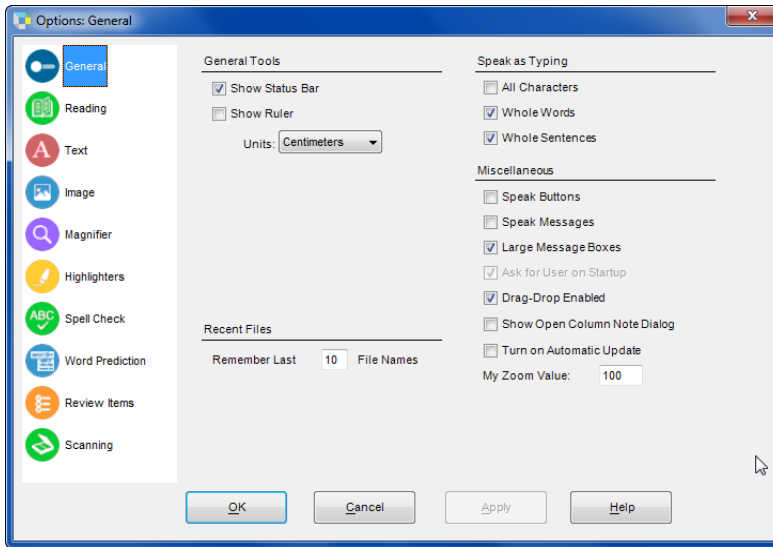 Options: General
General
Reading
Text
Image
Magnifier
Highlighters
Spell Check
Word Prediction
Review Items
Scanning
General Tools
Show Status Bar
Show Ruler
Units: Centimeters
Recent Files
Remember Last 10 File Names
Speak as Typing
All Characters
Whole Words
Whole Sentences
Miscellaneous
Speak Buttons
Speak Messages
Large Message Boxes
Ask for User on Startup
Drag-Drop Enabled
Show Open Column Note Dialog
Turn on Automatic Update
My Zoom Value: 100
OK Cancel Apply Help
A
ABC